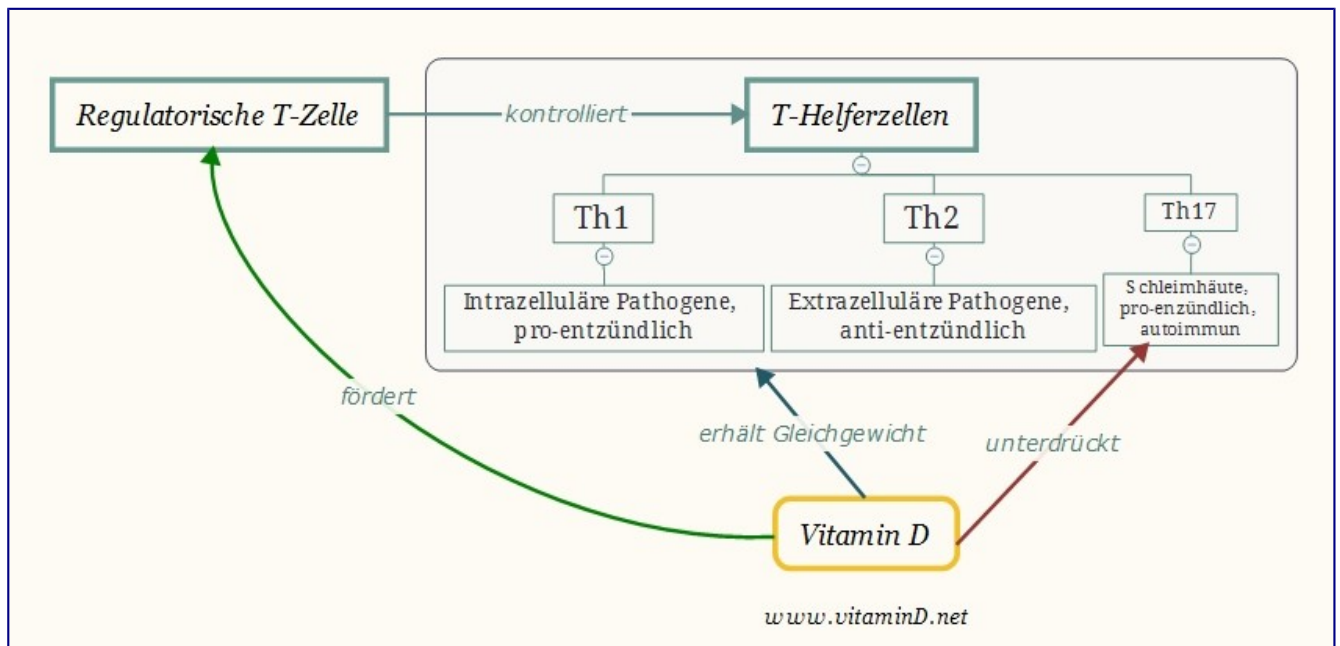 Regulatorische T-Zelle
kontrolliert
T-Helferzellen
Th1
Th2
Th17
Intrazelluläre Pathogene,
pro-entzündlich
Extrazelluläre Pathogene,
anti-entzündlich
Schleimhäute,
pro-enzündlich,
autoimmun
fördert
erhält Gleichgewicht
unterdrückt
Vitamin D
www.vitaminD.net